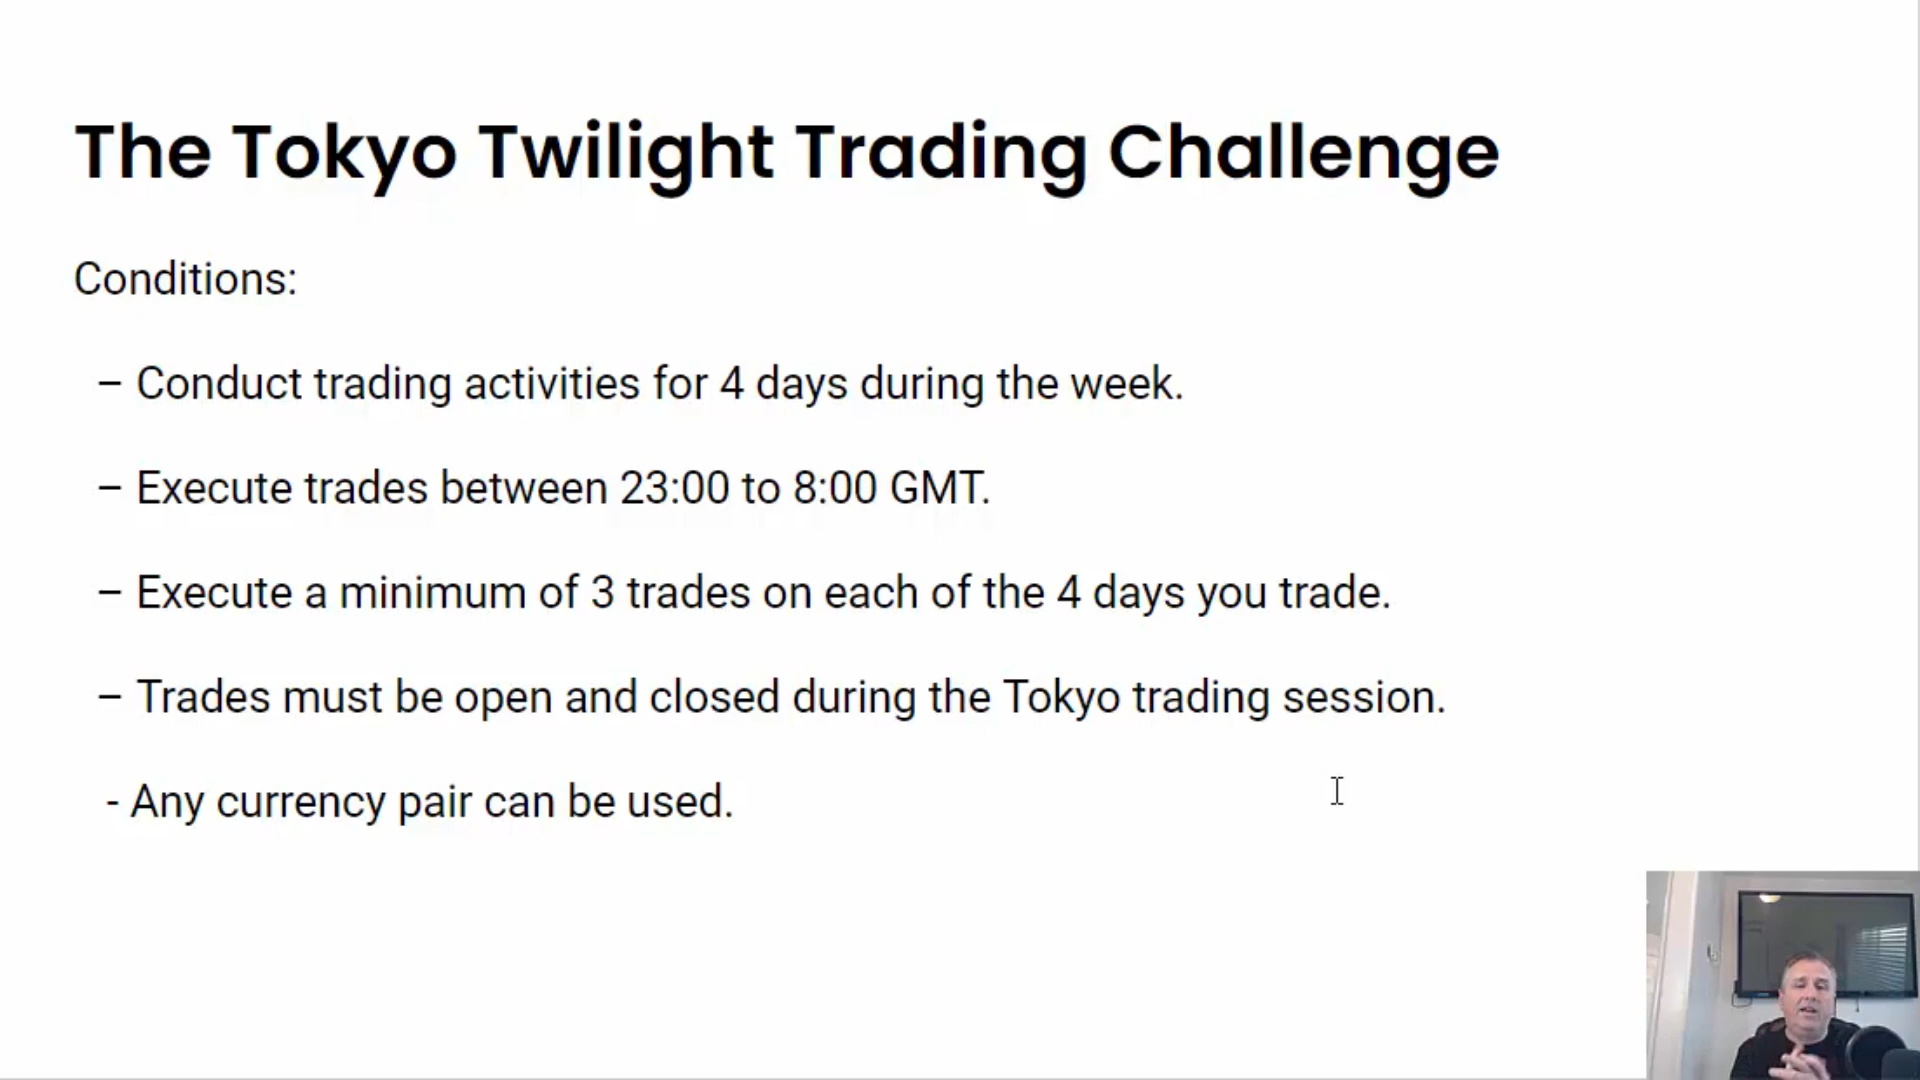 The Tokyo Twilight Trading Challenge
Conditions:
– Conduct trading activities for 4 days during the week.
– Execute trades between 23:00 to 8:00 GMT.
– Execute a minimum of 3 trades on each of the 4 days you trade.
– Trades must be open and closed during the Tokyo trading session.
- Any currency pair can be used.